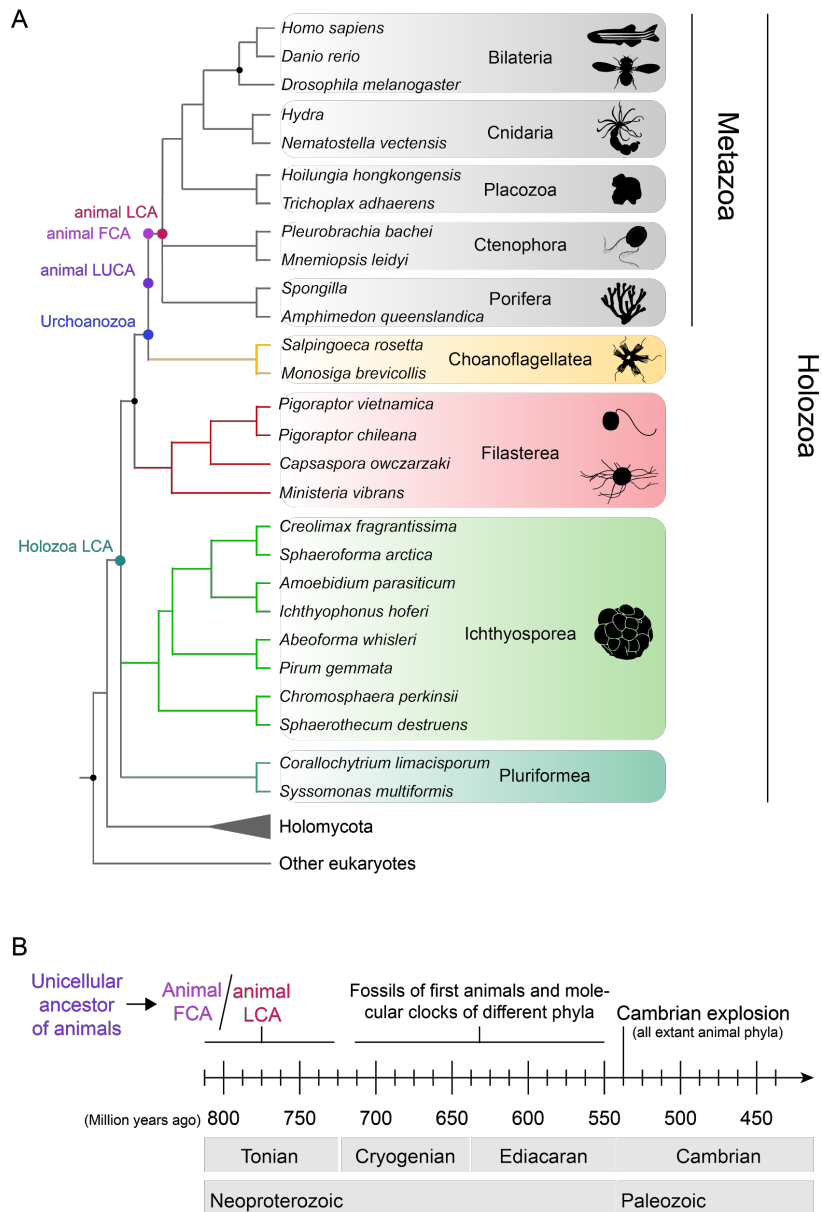 A
Homo sapiens
Danio rerio
Drosophila melanogaster
Bilateria
Hydra
Nematostella vectensis
Cnidaria
Hoilungia hongkongensis
Trichoplax adhaerens
Placozoa
Pleurobrachia bachei
Mnemiopsis leidyi
Ctenophora
Spongilla
Amphimedon queenslandica
Porifera
Metazoa
animal LCA
animal FCA
animal LUCA
Urchoanozoa
Salpingoeca rosetta
Monosiga brevicollis
Choanoflagellatea
Pigoraptor vietnamica
Pigoraptor chileana
Capsaspora owczarzaki
Ministeria vibrans
Filasterea
Holozoa
Holozoa LCA
Creolimax fragrantissima
Sphaeroforma arctica
Amoebidium parasiticum
Ichthyophonus hoferi
Abeoforma whisleri
Pirum gemmata
Chromosphaera perkinsii
Sphaerothecum destruens
Ichthyosporea
Corallochytrium limacisporum
Syssomonas multiformis
Pluriformea
Holomycota
Other eukaryotes
B
Unicellular
ancestor
of animals
Animal
FCA
animal
LCA
Fossils of first animals and mole-
cular clocks of different phyla
Cambrian explosion
(all extant animal phyla)
(Million years ago) 800 750 700 650 600 550 500 450
Tonian Cryogenian Ediacaran Cambrian
Neoproterozoic Paleozoic